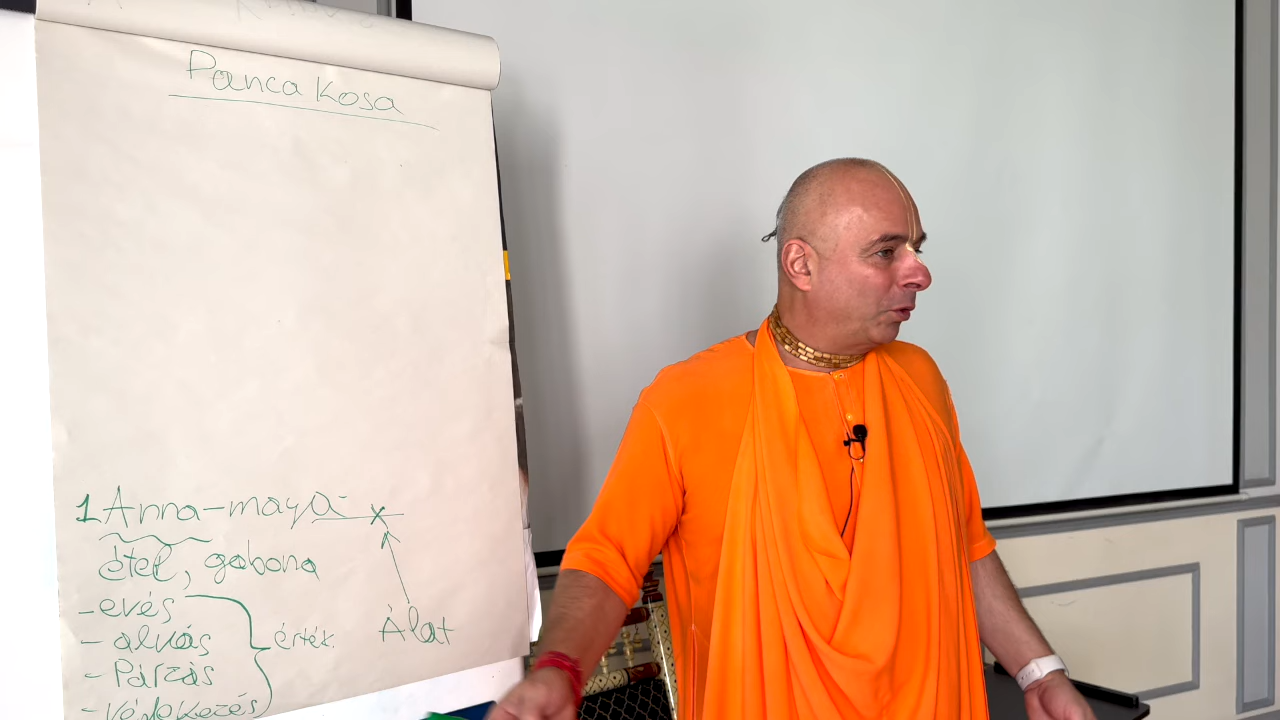 Panca Kosa
1 Anna-maya - x
étel, gabona
-evés
- alvás } érték.
Állat
- Párzás
- védekezés